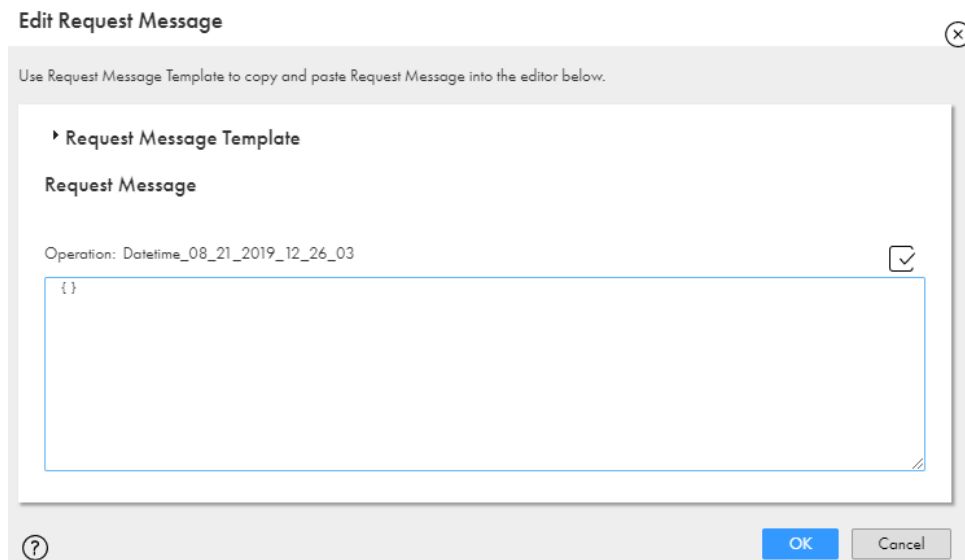 Edit Request Message
Use Request Message Template to copy and paste Request Message into the editor below.
Request Message Template
Request Message
Operation: Datetime_08_21_2019_12_26_03
{}
?
OK
Cancel